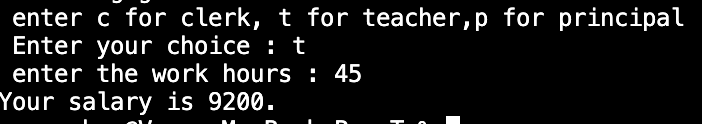 enter c for clerk, t for teacher,p for principal
Enter your choice : t
enter the work hours : 45
Your salary is 9200.